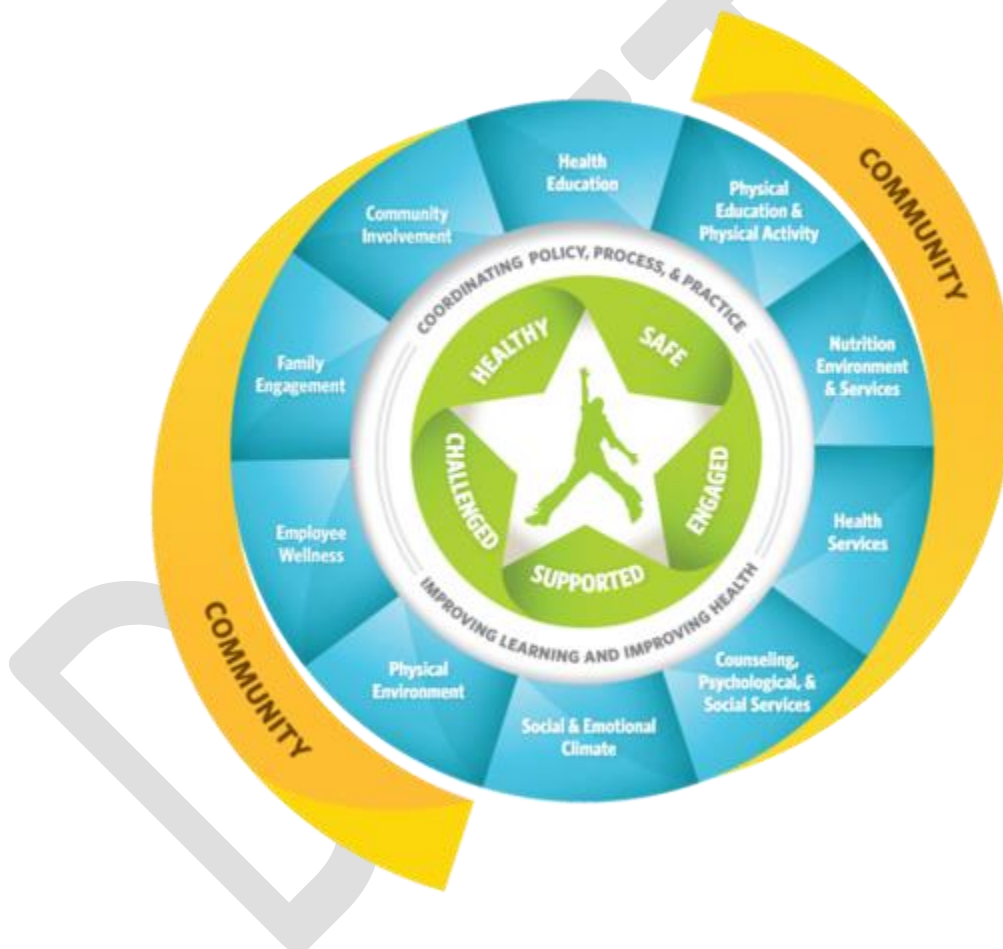 COMMUNITY
Health
Education
Physical
Education &
Physical Activity
Nutrition
Environment
& Services
Health
Services
Counseling,
Psychological, &
Social Services
Social & Emotional
Climate
Physical
Environment
Employee
Wellness
Family
Engagement
Community
Involvement
COORDINATING POLICY, PROCESS, & PRACTICE
IMPROVING LEARNING AND IMPROVING HEALTH
HEALTHY
SAFE
ENGAGED
SUPPORTED
CHALLENGED
COMMUNITY